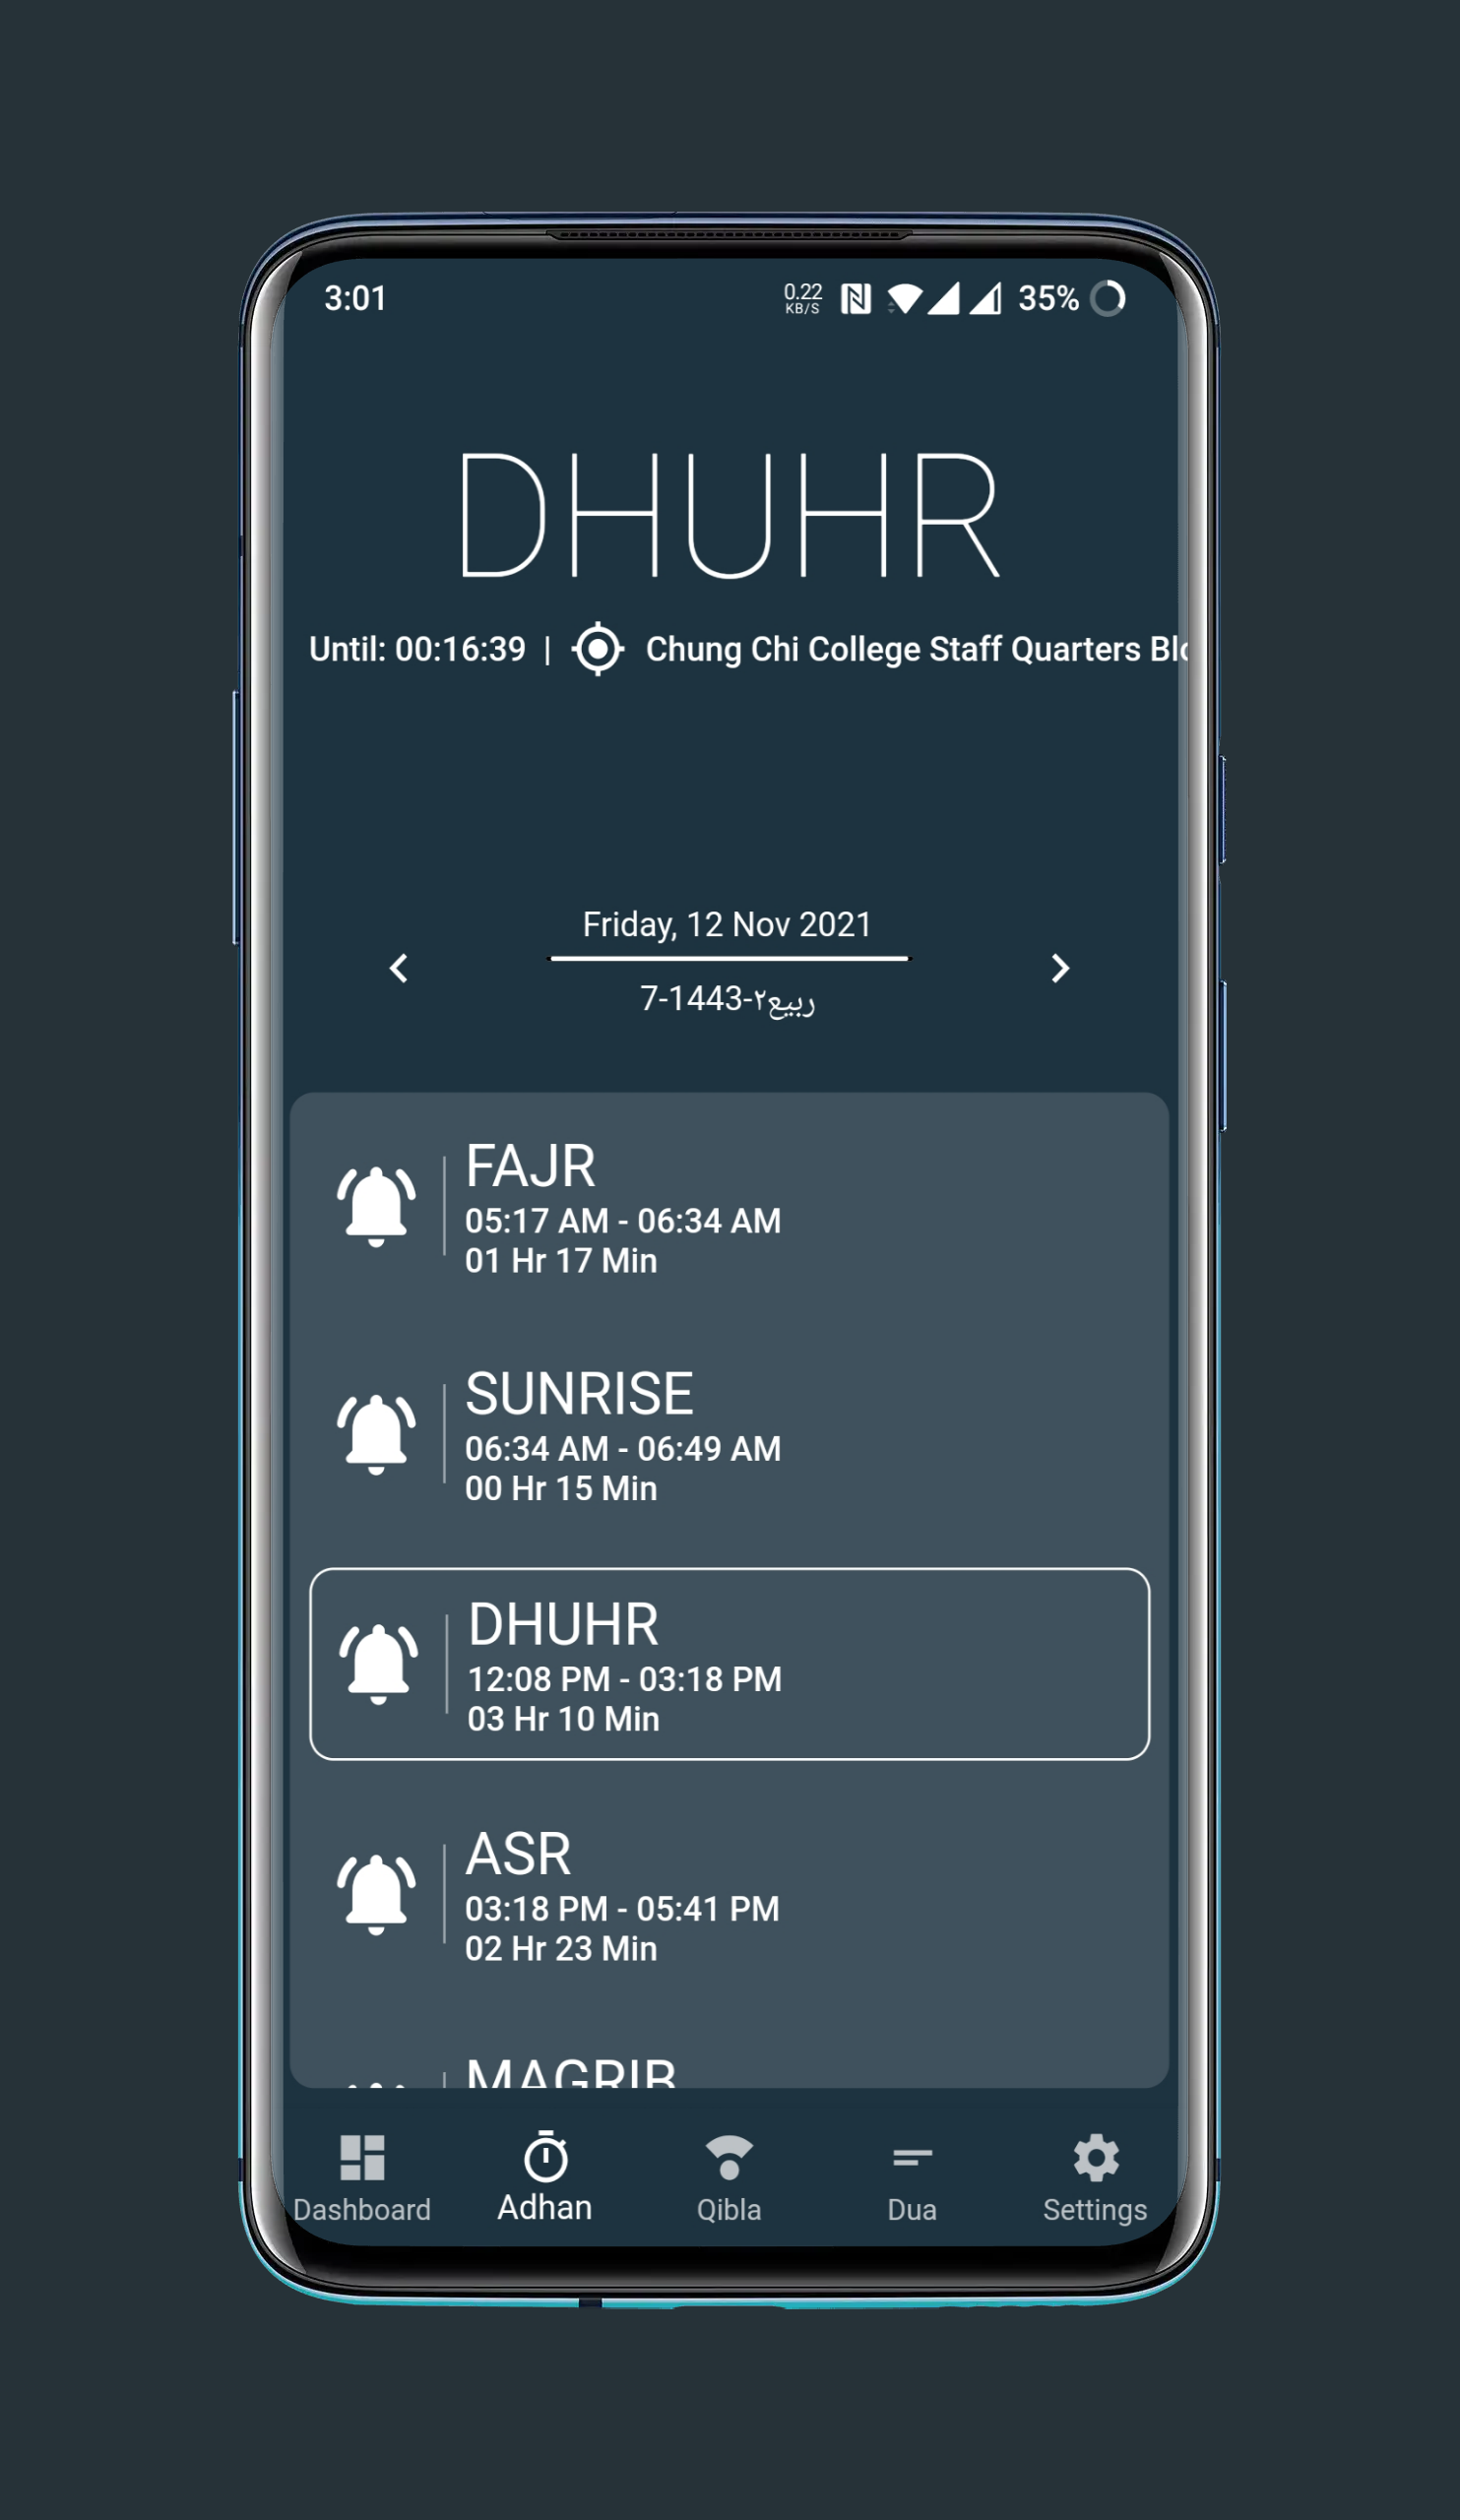 3:01
0.22
KB/S
35%
DHUHR
Until: 00:16:39 | Chung Chi College Staff Quarters Blo
Friday, 12 Nov 2021
7-1443-ربيع٢
FAJR
05:17 AM - 06:34 AM
01 Hr 17 Min
SUNRISE
06:34 AM - 06:49 AM
00 Hr 15 Min
DHUHR
12:08 PM - 03:18 PM
03 Hr 10 Min
ASR
03:18 PM - 05:41 PM
02 Hr 23 Min
MAGRIB
Dashboard
Adhan
Qibla
Dua
Settings